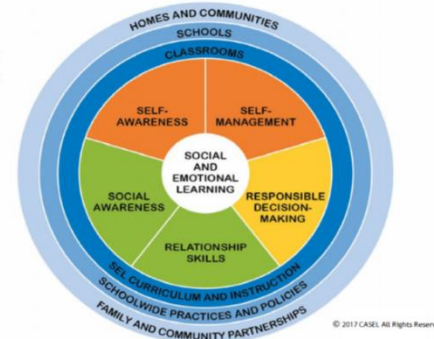 HOMES AND COMMUNITIES
SCHOOLS
CLASSROOMS
SELF-
AWARENESS
SELF-
MANAGEMENT
SOCIAL
AND
EMOTIONAL
LEARNING
SOCIAL
AWARENESS
RESPONSIBLE
DECISION-
MAKING
RELATIONSHIP
SKILLS
SEL CURRICULUM AND INSTRUCTION
SCHOOLWIDE PRACTICES AND POLICIES
FAMILY AND COMMUNITY PARTNERSHIPS
© 2017 CASEL All Rights Reser